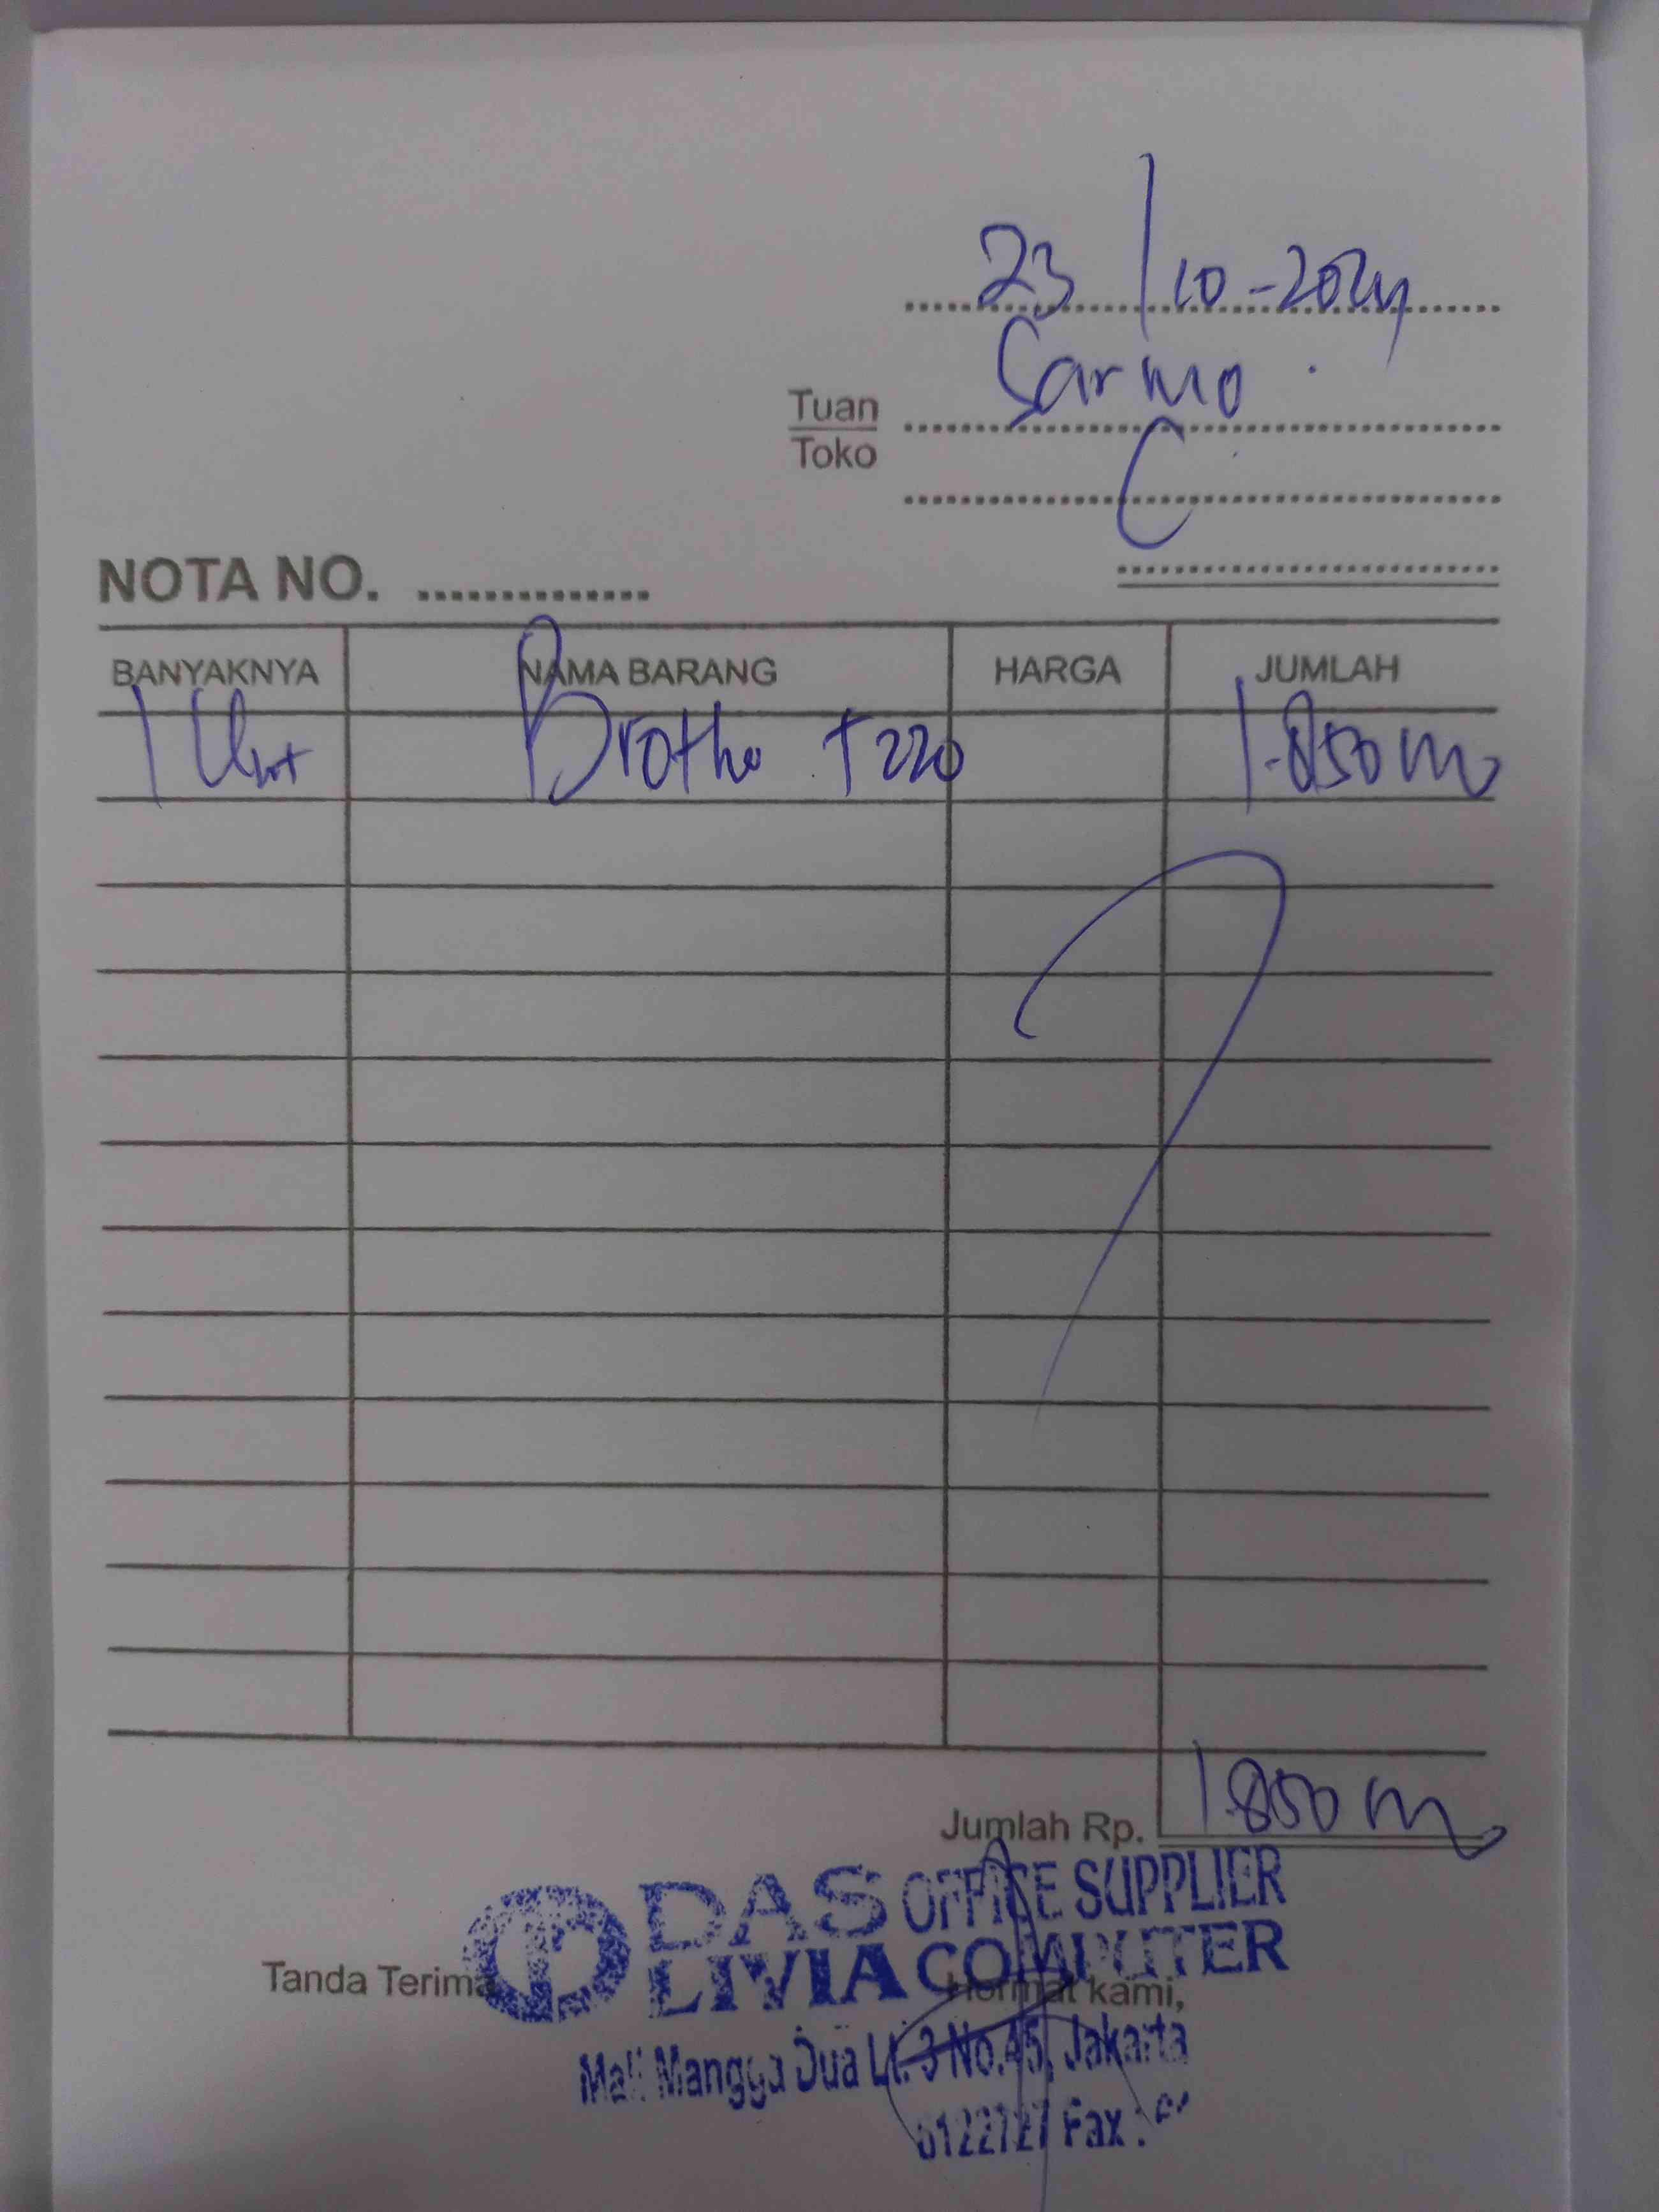 23/10-2024
Tuan Sarmo
Toko
NOTA NO. ...............
BANYAKNYA NAMA BARANG HARGA JUMLAH
1 Unit Brother T220 1.850
Jumlah Rp. 1.850
DAS OFFICE SUPPLIER
LIVIA COMPUTER
Tanda Terima Hormat kami,
Mall Mangga Dua Lt. 3 No.45, Jakarta
6122727 Fax :